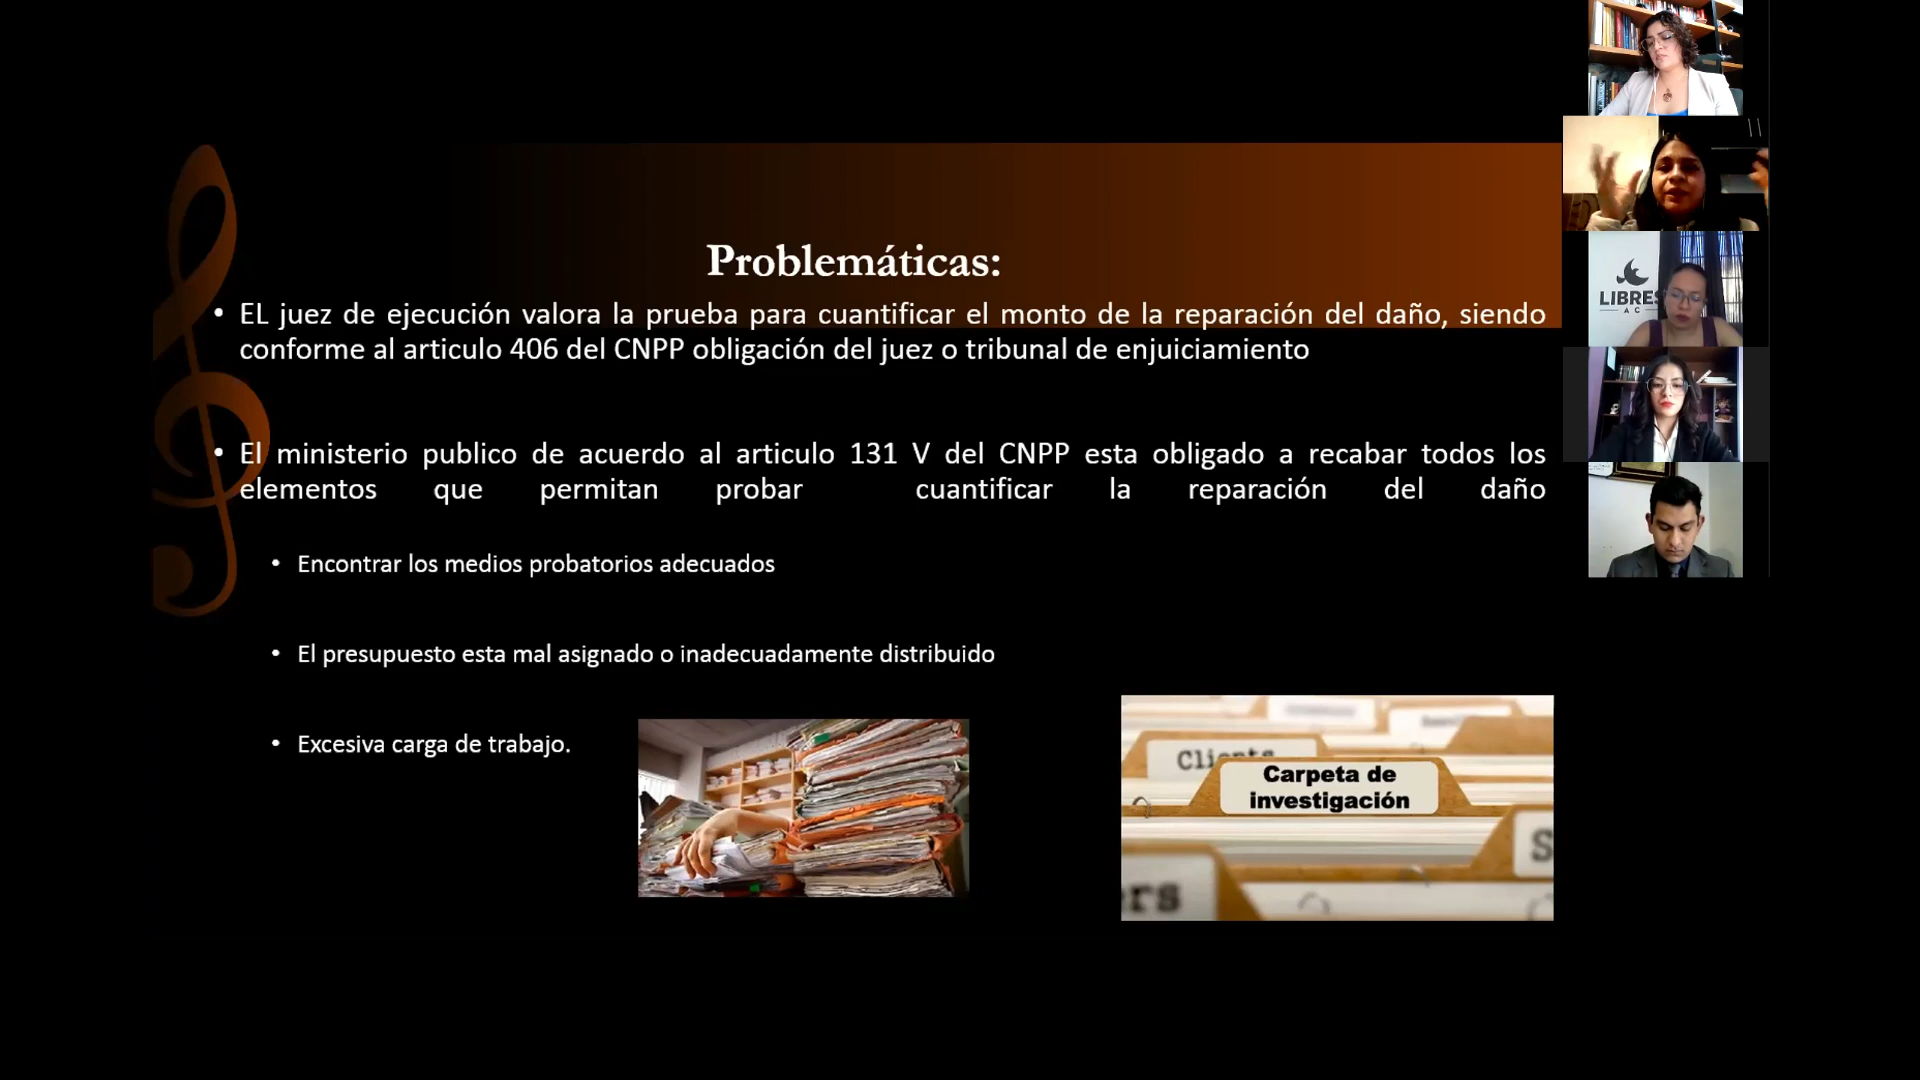 Problemáticas:
• EL juez de ejecución valora la prueba para cuantificar el monto de la reparación del daño, siendo
conforme al articulo 406 del CNPP obligación del juez o tribunal de enjuiciamiento
• El ministerio publico de acuerdo al articulo 131 V del CNPP esta obligado a recabar todos los
elementos que permitan probar cuantificar la reparación del daño
• Encontrar los medios probatorios adecuados
• El presupuesto esta mal asignado o inadecuadamente distribuido
• Excesiva carga de trabajo.
Clients
Carpeta de
investigación
S
ers
LIBRES
A C